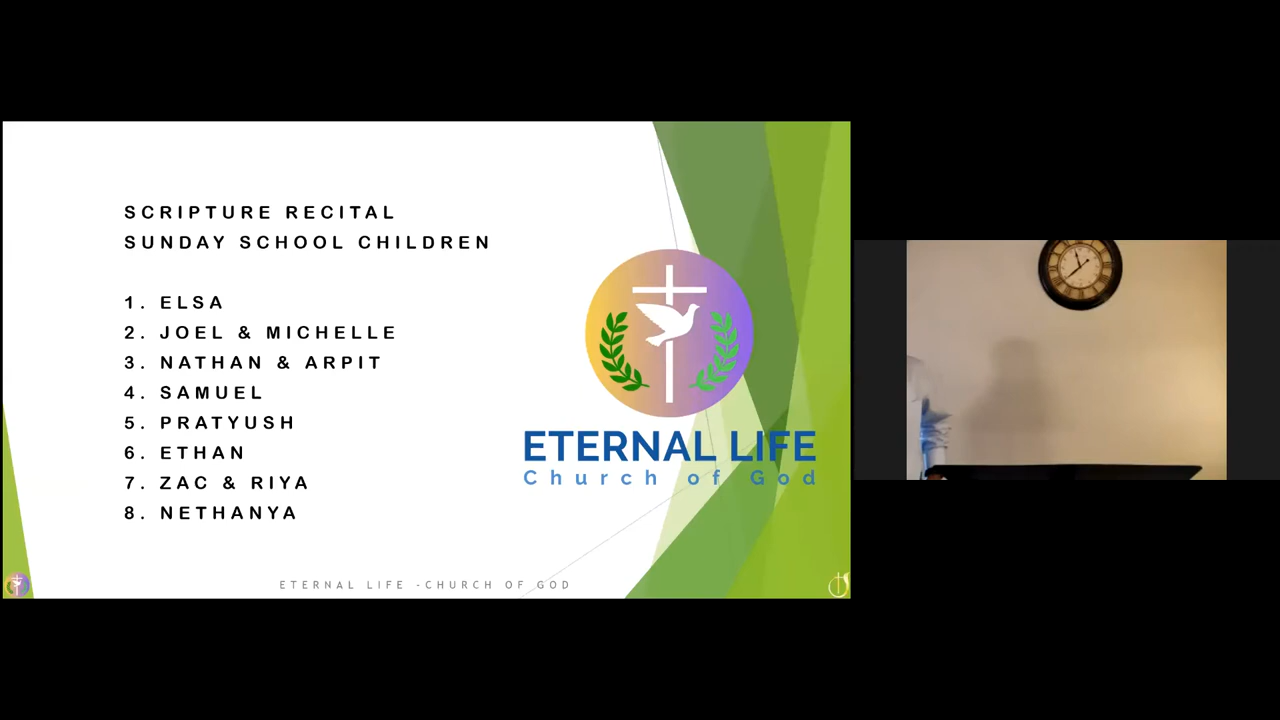 SCRIPTURE RECITAL
SUNDAY SCHOOL CHILDREN
1. ELSA
2. JOEL & MICHELLE
3. NATHAN & ARPIT
4. SAMUEL
5. PRATYUSH
6. ETHAN
7. ZAC & RIYA
8. NETHANYA
ETERNAL LIFE
Church of God
ETERNAL LIFE -CHURCH OF GOD